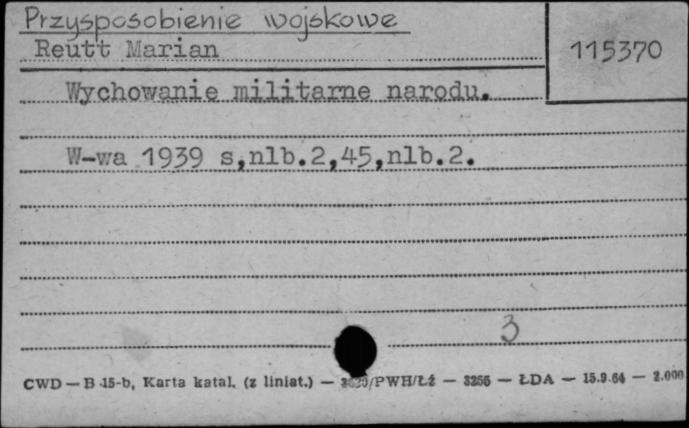 Przysposobienie wojskowe
Reutt Marian
115370
Wychowanie militarne narodu.
W-wa 1939 s,nlb.2,45,nlb.2.
3
CWD — B 15-b, Karta katal. (z liniat.) — /PWH/Łź — 3256 — ŁDA — 15.9.64 — 2.000